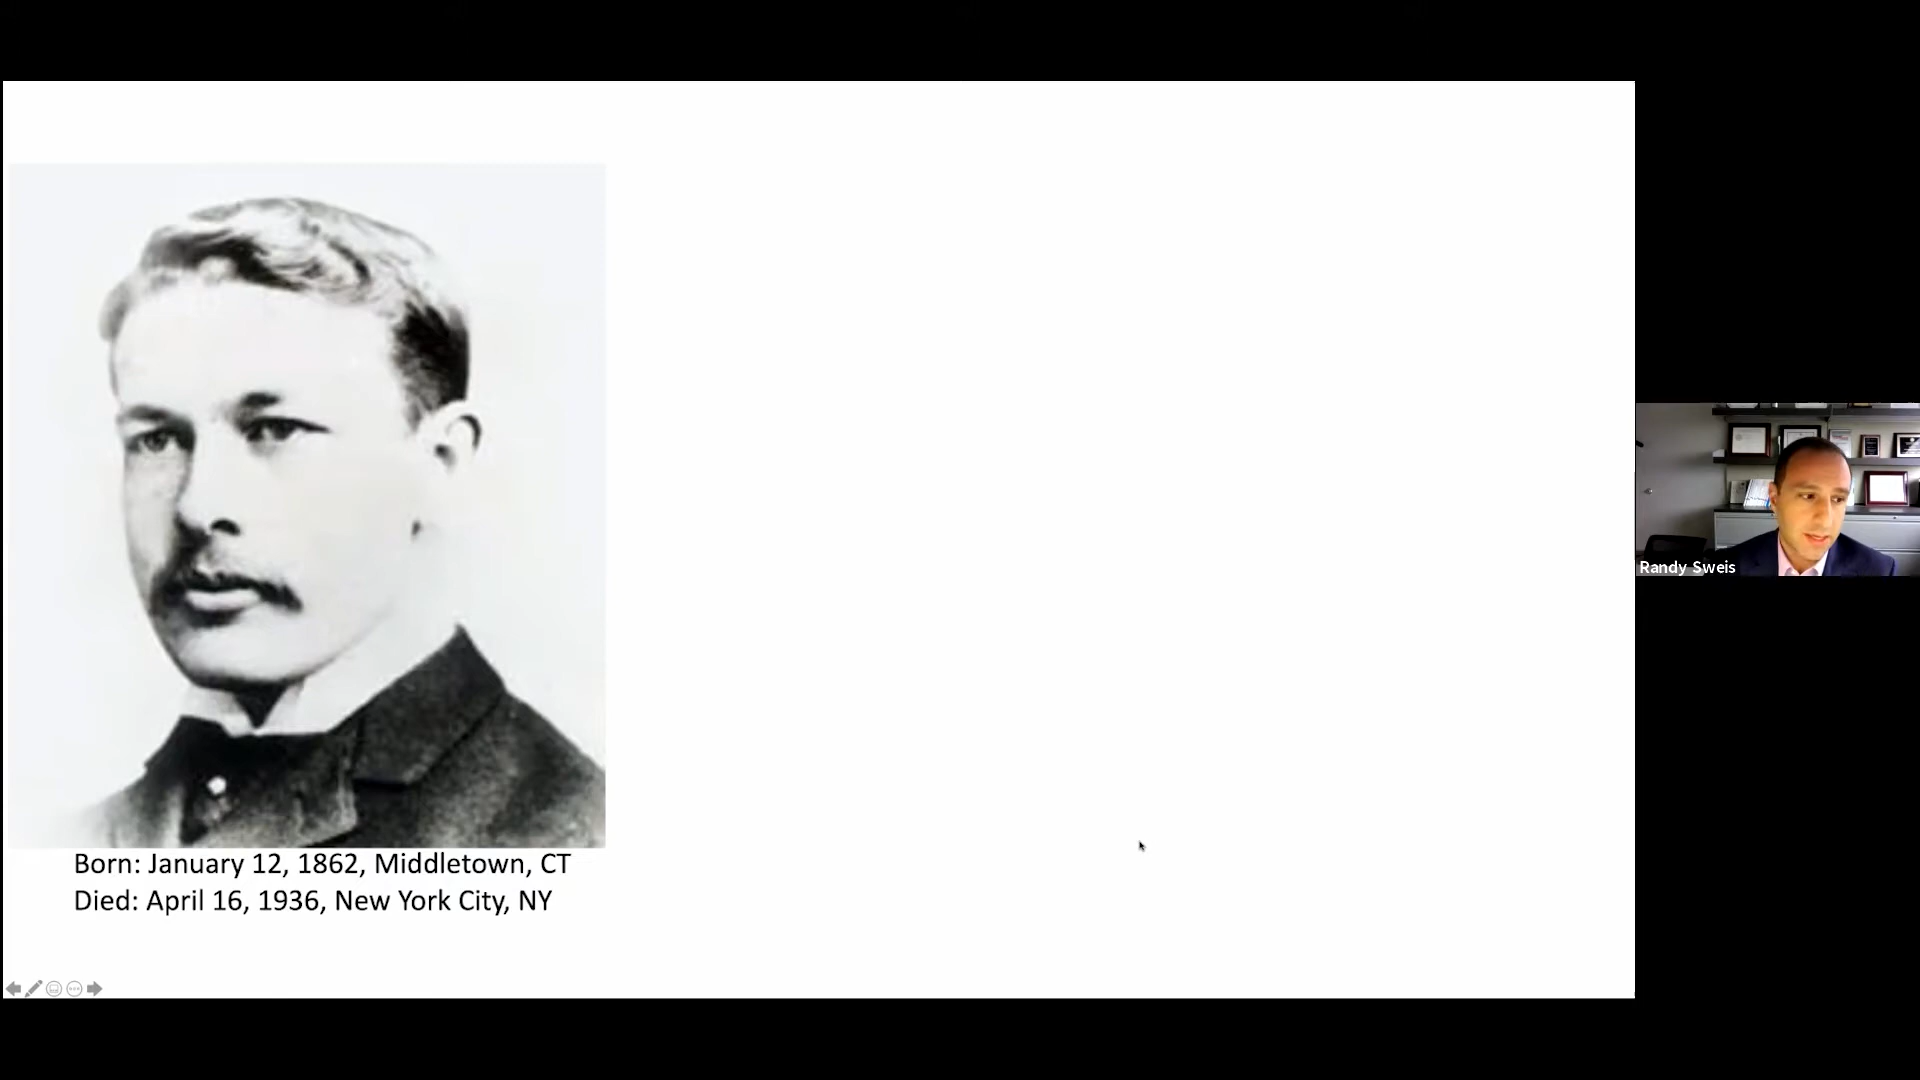 Born: January 12, 1862, Middletown, CT
Died: April 16, 1936, New York City, NY
Randy Sweis